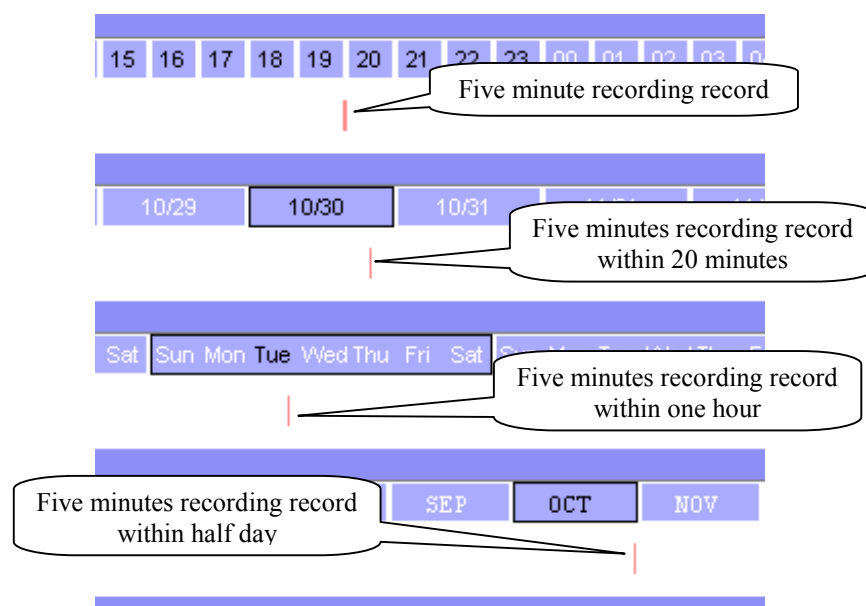 15 16 17 18 19 20 21 22 23 00 01 02 03
Five minute recording record
10/29 10/30 10/31
Five minutes recording record
within 20 minutes
Sat Sun Mon Tue Wed Thu Fri Sat
Five minutes recording record
within one hour
SEP OCT NOV
Five minutes recording record
within half day